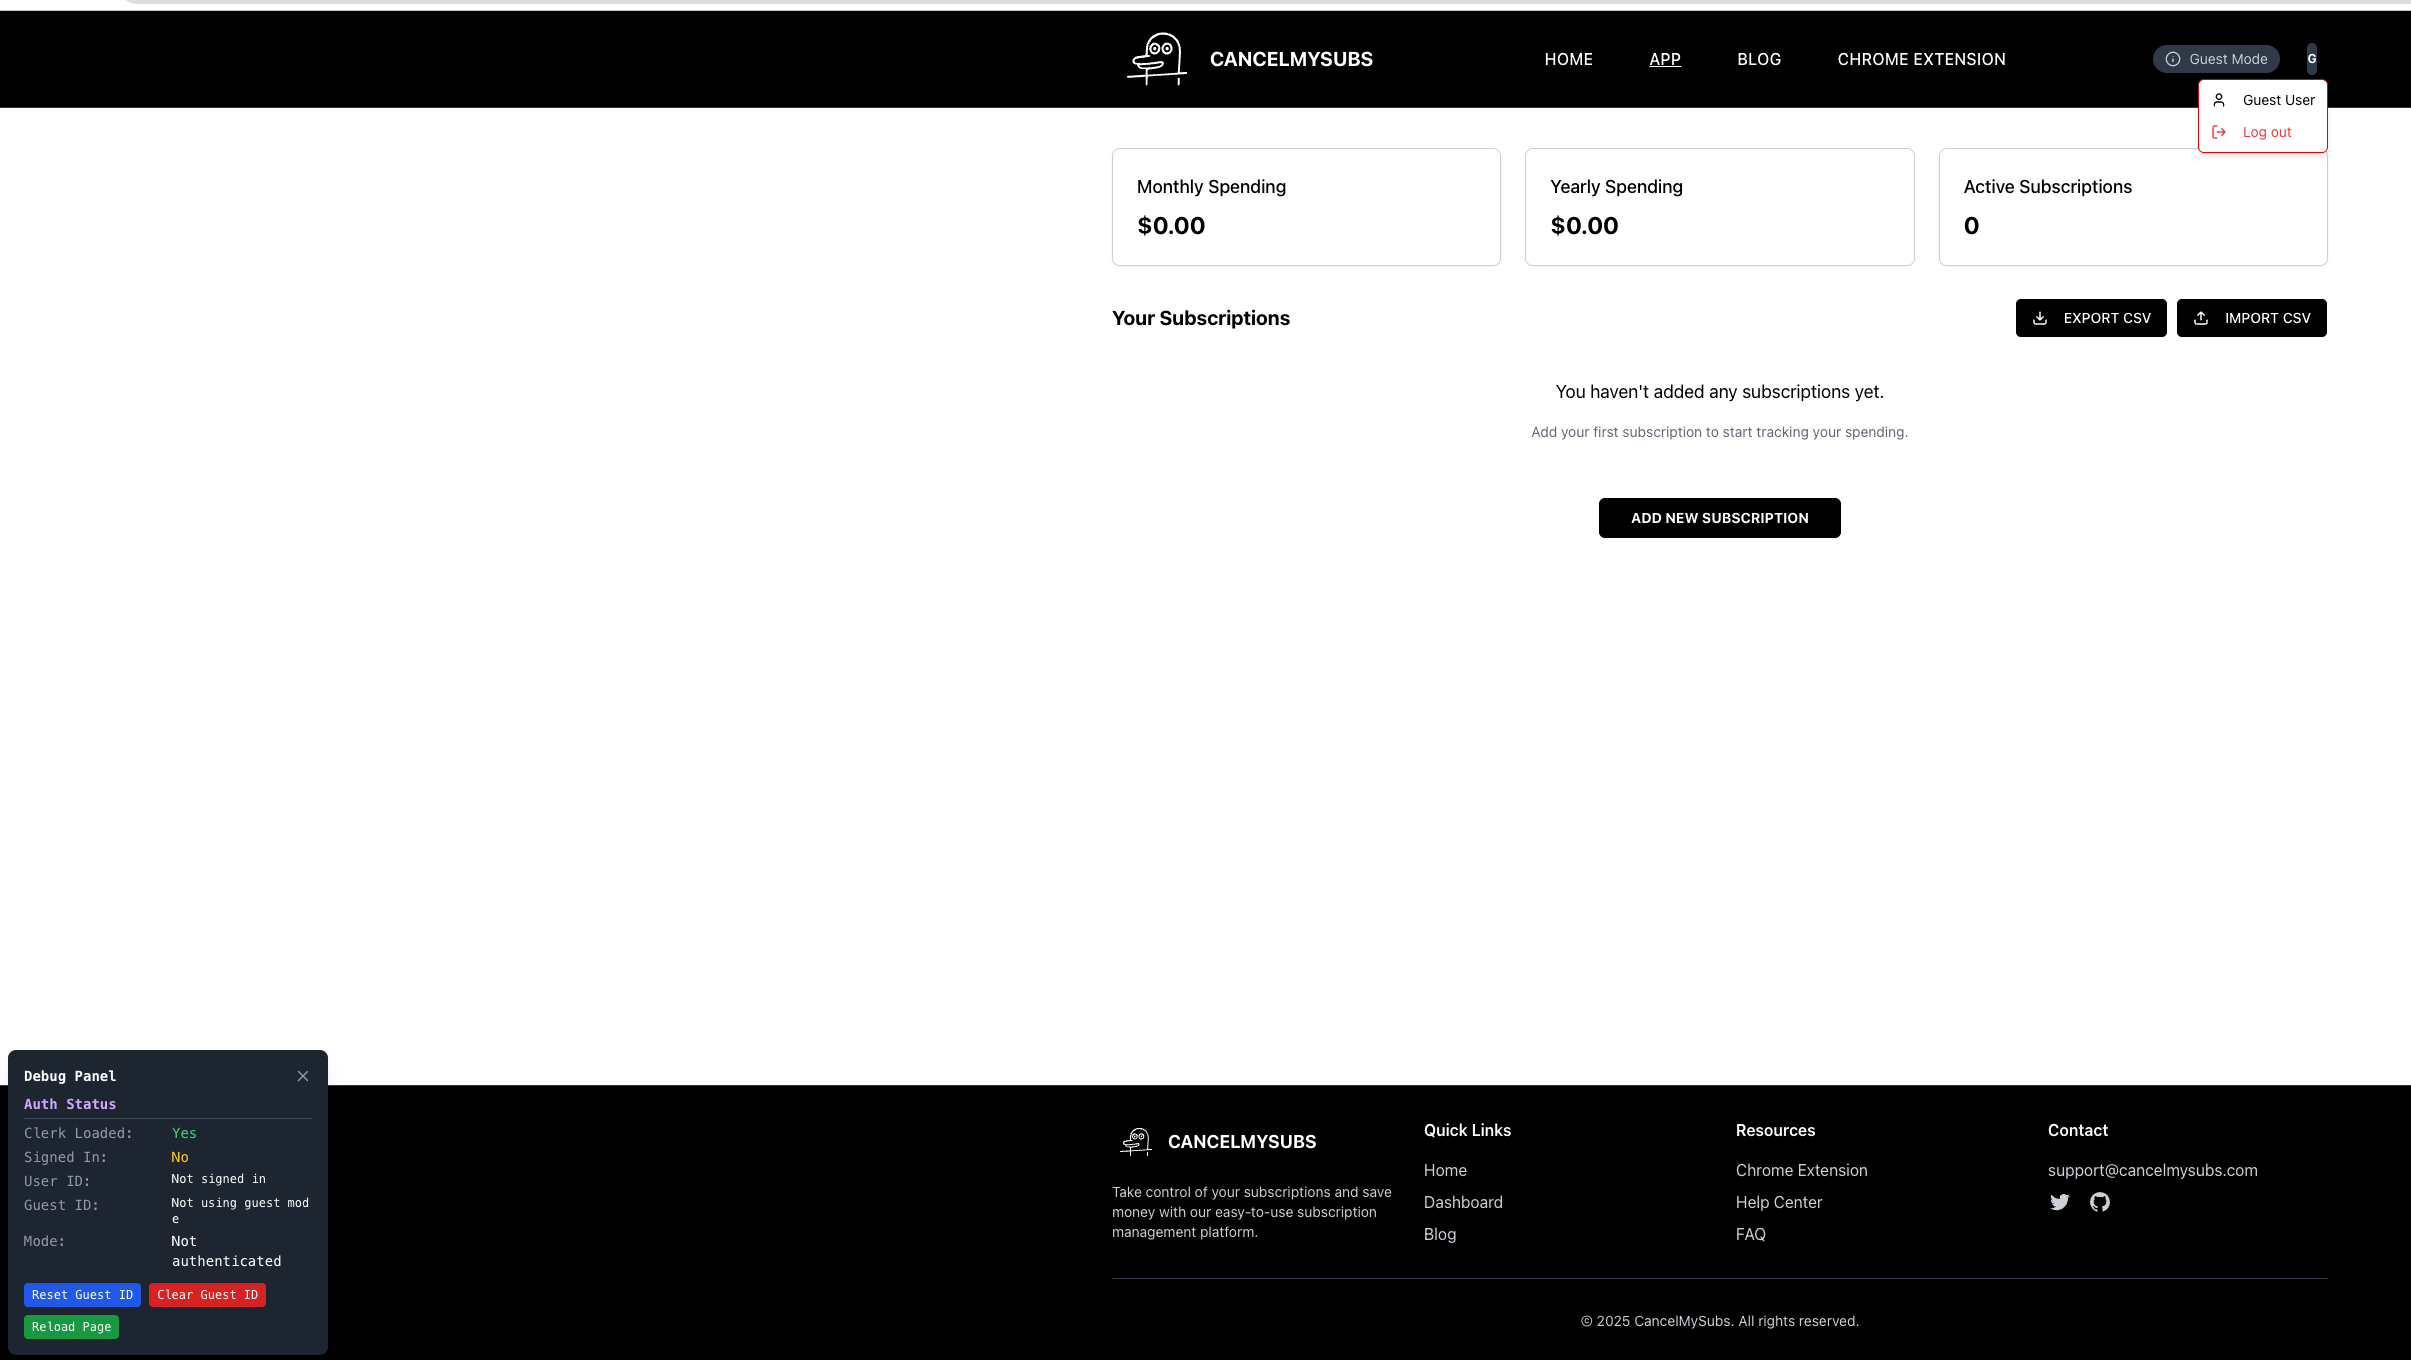 CANCELMYSUBS
HOME
APP
BLOG
CHROME EXTENSION
Guest Mode
G
Guest User
Log out
Monthly Spending
$0.00
Yearly Spending
$0.00
Active Subscriptions
0
Your Subscriptions
EXPORT CSV
IMPORT CSV
You haven't added any subscriptions yet.
Add your first subscription to start tracking your spending.
ADD NEW SUBSCRIPTION
Debug Panel
Auth Status
Clerk Loaded: Yes
Signed In: No
User ID: Not signed in
Guest ID: Not using guest mod
e
Mode: Not
authenticated
Reset Guest ID
Clear Guest ID
Reload Page
CANCELMYSUBS
Take control of your subscriptions and save
money with our easy-to-use subscription
management platform.
Quick Links
Home
Dashboard
Blog
Resources
Chrome Extension
Help Center
FAQ
Contact
support@cancelmysubs.com
© 2025 CancelMySubs. All rights reserved.